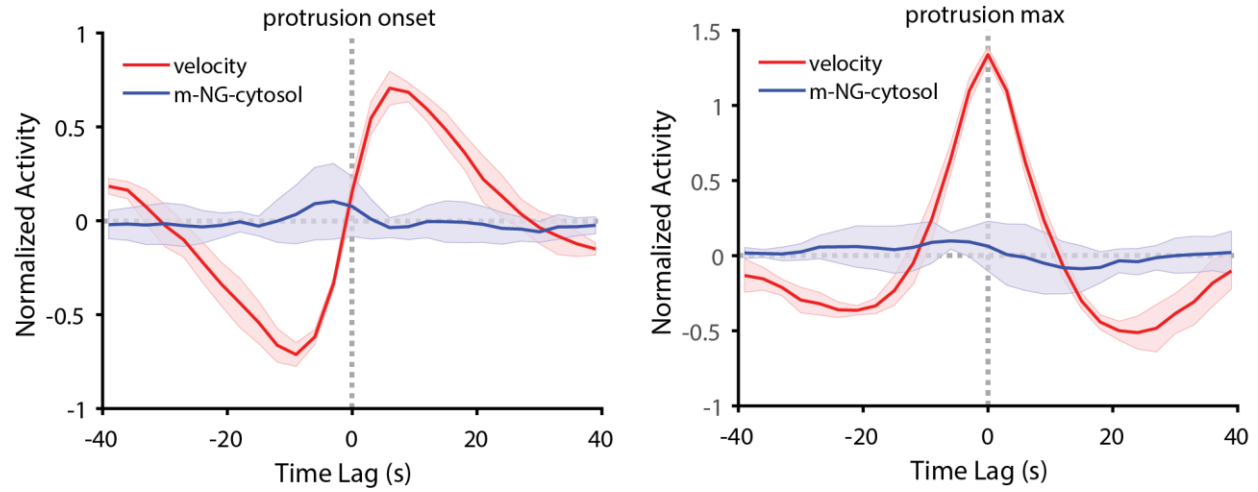 protrusion onset
1
0.5
0
-0.5
-1
Normalized Activity
velocity
m-NG-cytosol
-40
-20
0
20
40
Time Lag (s)
protrusion max
1.5
1
0.5
0
-0.5
-1
Normalized Activity
velocity
m-NG-cytosol
-40
-20
0
20
40
Time Lag (s)